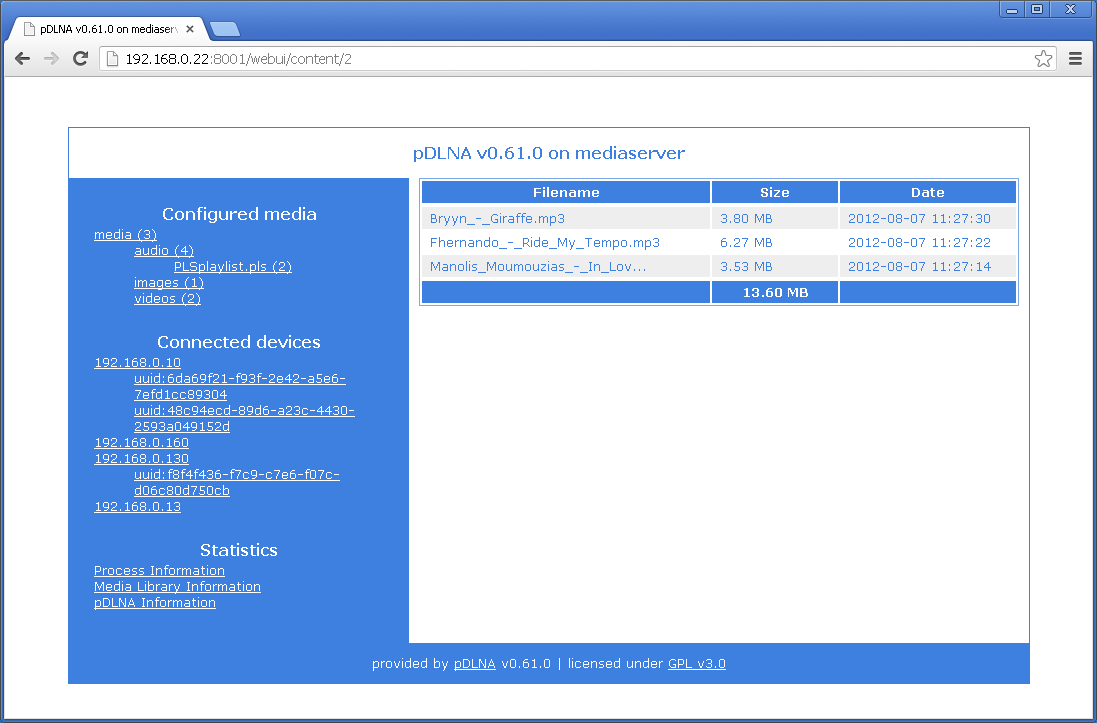 pDLNA v0.61.0 on mediaserv
192.168.0.22:8001/webui/content/2
pDLNA v0.61.0 on mediaserver
Configured media
media (3)
audio (4)
PLSplaylist.pls (2)
images (1)
videos (2)
Connected devices
192.168.0.10
uuid:6da69f21-f93f-2e42-a5e6-
7efd1cc89304
uuid:48c94ecd-89d6-a23c-4430-
2593a049152d
192.168.0.160
192.168.0.130
uuid:f8f4f436-f7c9-c7e6-f07c-
d06c80d750cb
192.168.0.13
Statistics
Process Information
Media Library Information
pDLNA Information
Filename Size Date
Bryyn_-_Giraffe.mp3 3.80 MB 2012-08-07 11:27:30
Fhernando_-_Ride_My_Tempo.mp3 6.27 MB 2012-08-07 11:27:22
Manolis_Moumouzias_-_In_Lov... 3.53 MB 2012-08-07 11:27:14
13.60 MB
provided by pDLNA v0.61.0 | licensed under GPL v3.0